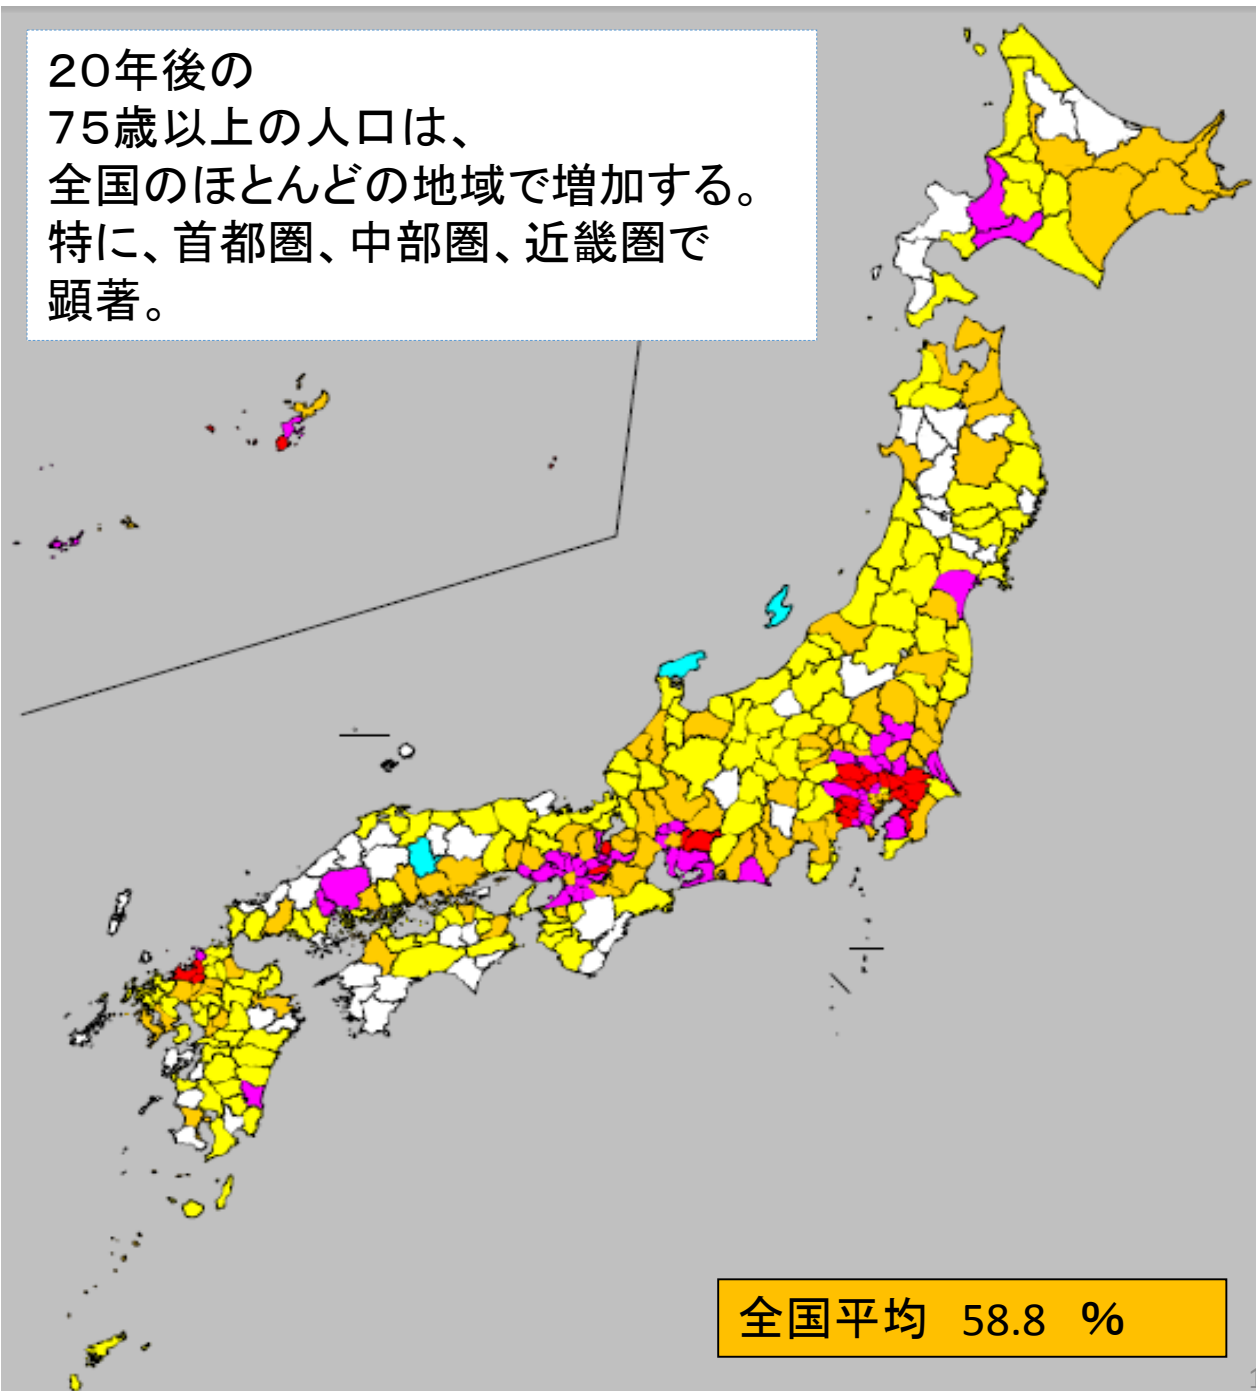 20年後の
75歳以上の人口は、
全国のほとんどの地域で増加する。
特に、首都圏、中部圏、近畿圏で
顕著。
全国平均 58.8 %